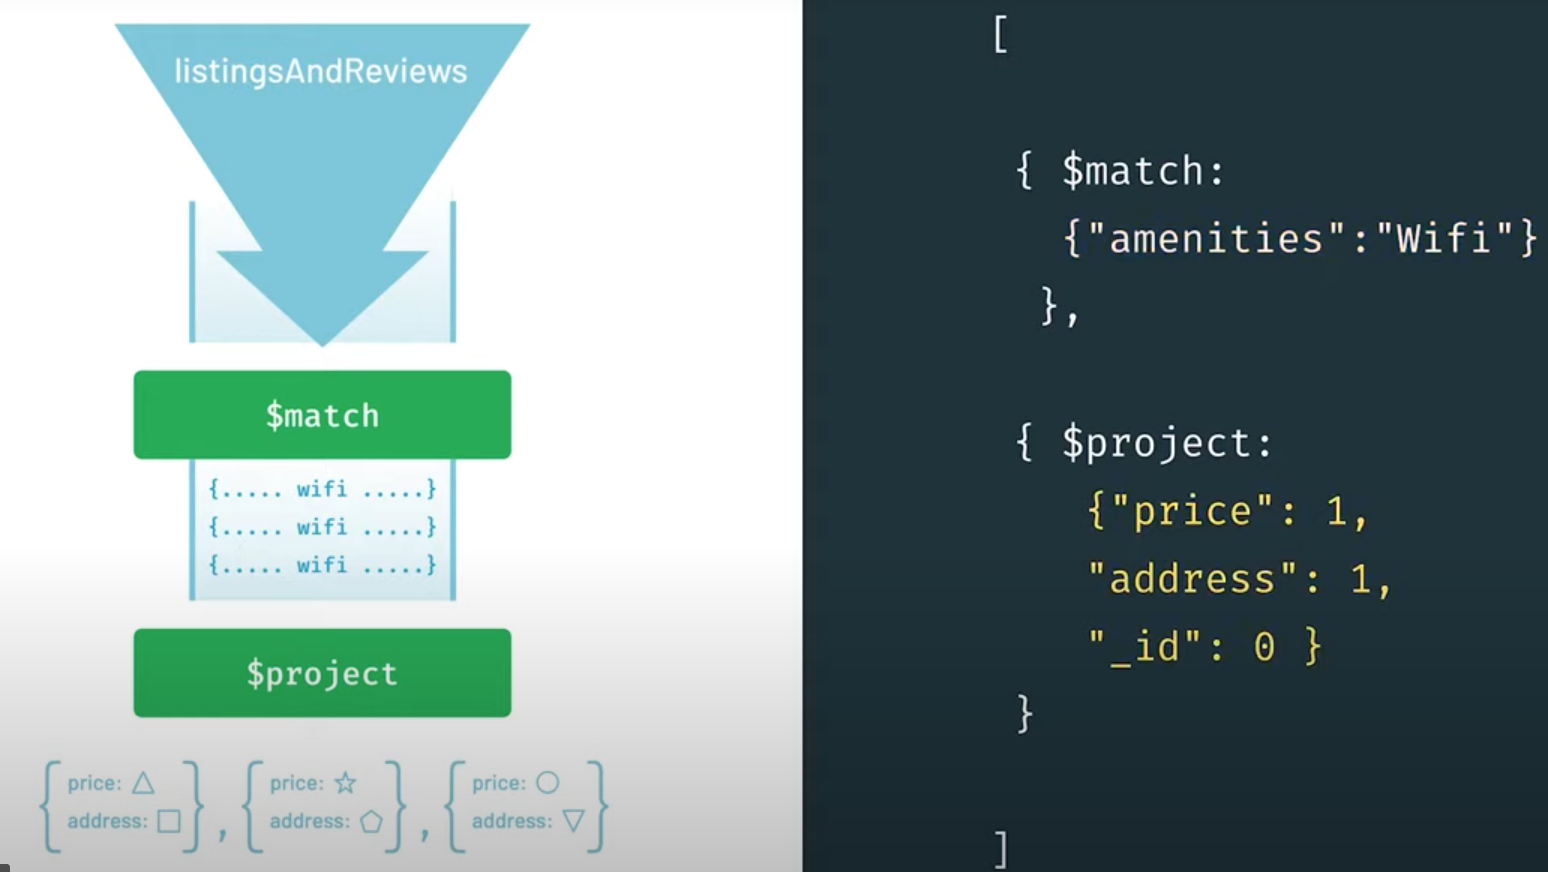 listingsAndReviews
$match
{..... wifi .....}
{..... wifi .....}
{..... wifi .....}
$project
{ price: △ address: □ } , { price: ☆ address: ⬠ } , { price: ○ address: ▽ }
[
{ $match:
{"amenities":"Wifi"}
},
{ $project:
{"price": 1,
"address": 1,
"_id": 0 }
}
]